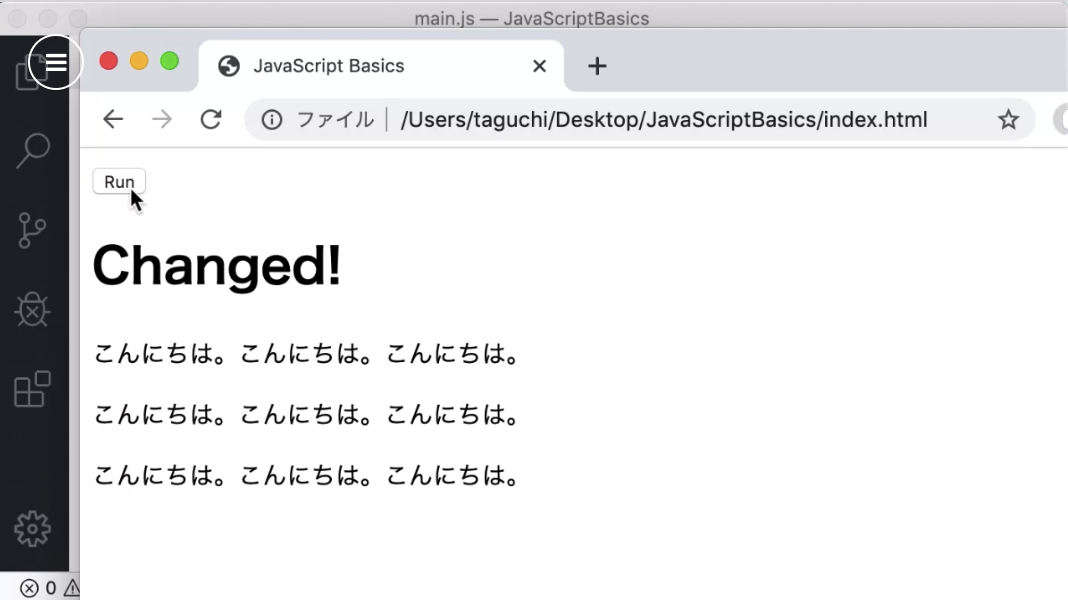 main.js — JavaScriptBasics
JavaScript Basics
ファイル /Users/taguchi/Desktop/JavaScriptBasics/index.html
Run
Changed!
こんにちは。こんにちは。こんにちは。
こんにちは。こんにちは。こんにちは。
こんにちは。こんにちは。こんにちは。
0